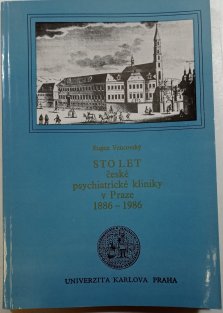 Eugen Vencovský
STO LET
české
psychiatrické kliniky
v Praze
1886 - 1986
UNIVERZITA KARLOVA PRAHA